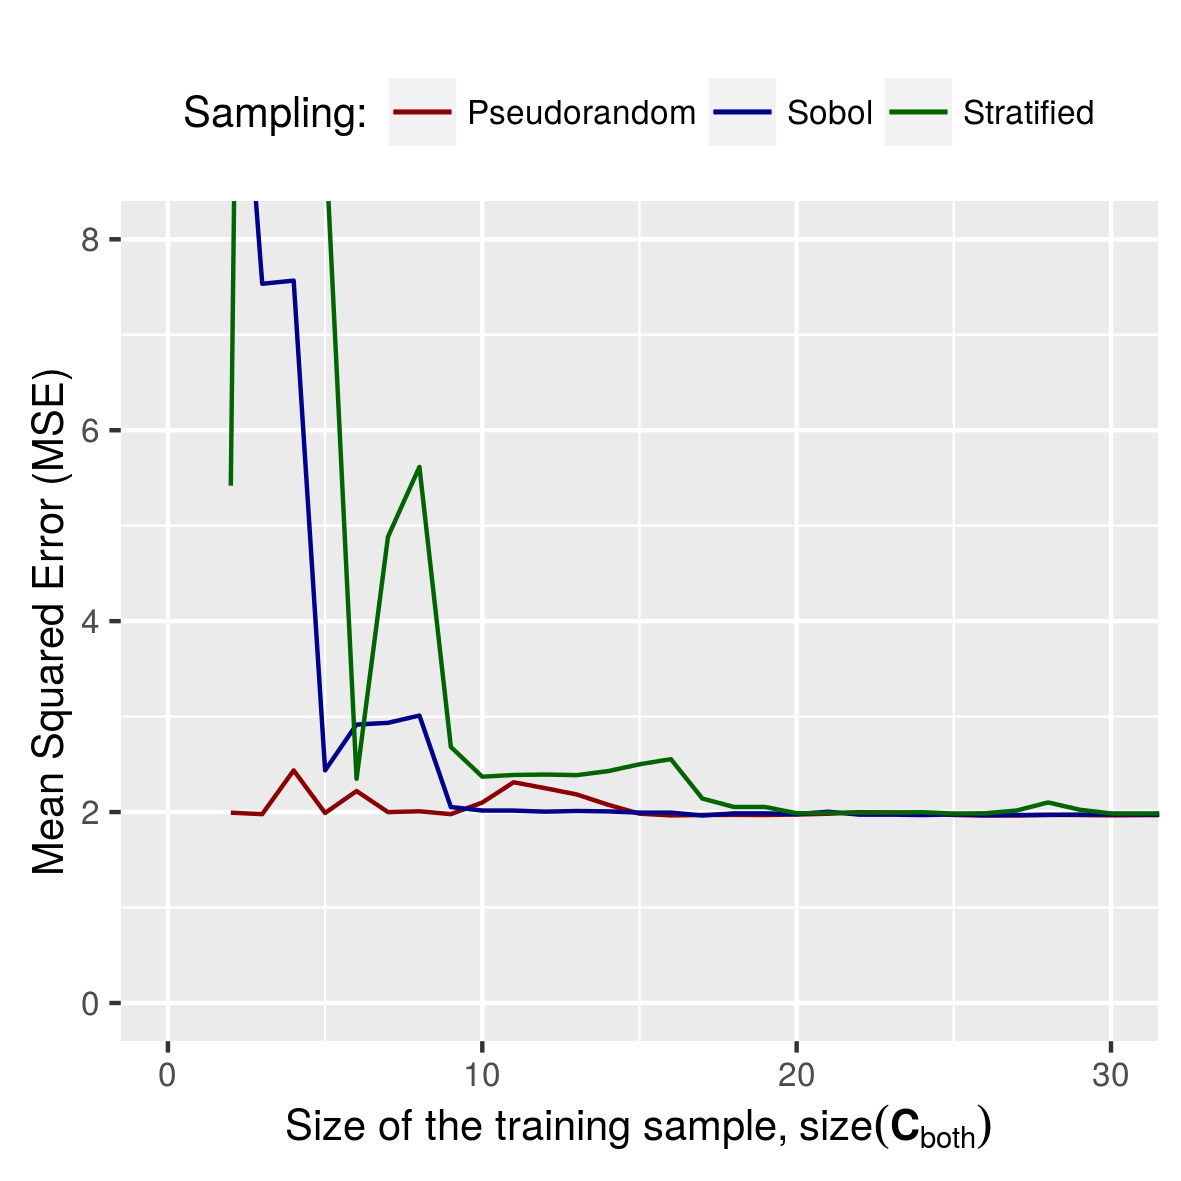 Sampling: Pseudorandom Sobol Stratified
8
6
4
2
0
Mean Squared Error (MSE)
0 10 20 30
Size of the training sample, size(C_both)